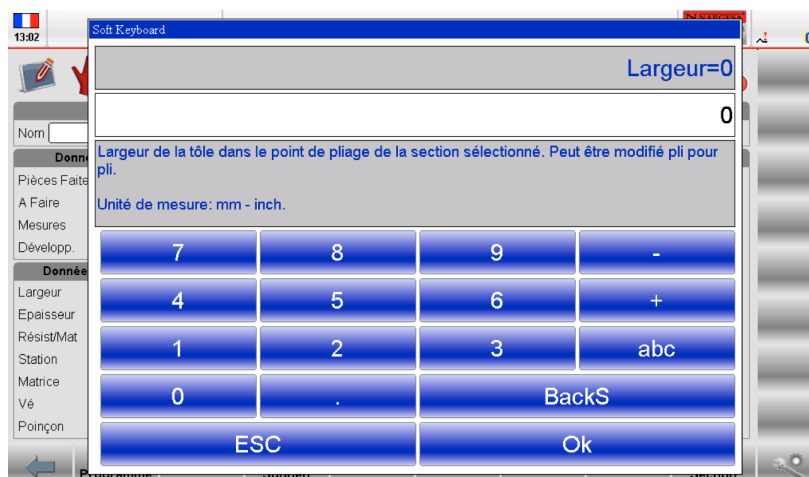 13:02
Soft Keyboard
Largeur=0
0
Largeur de la tôle dans le point de pliage de la section sélectionné. Peut être modifié pli pour
pli.
Unité de mesure: mm - inch.
Nom
Donn
Pièces Faite
A Faire
Mesures
Développ.
Donnée
Largeur
Epaisseur
Résist/Mat
Station
Matrice
Vé
Poinçon
7 8 9 -
4 5 6 +
1 2 3 abc
0 . BackS
ESC Ok